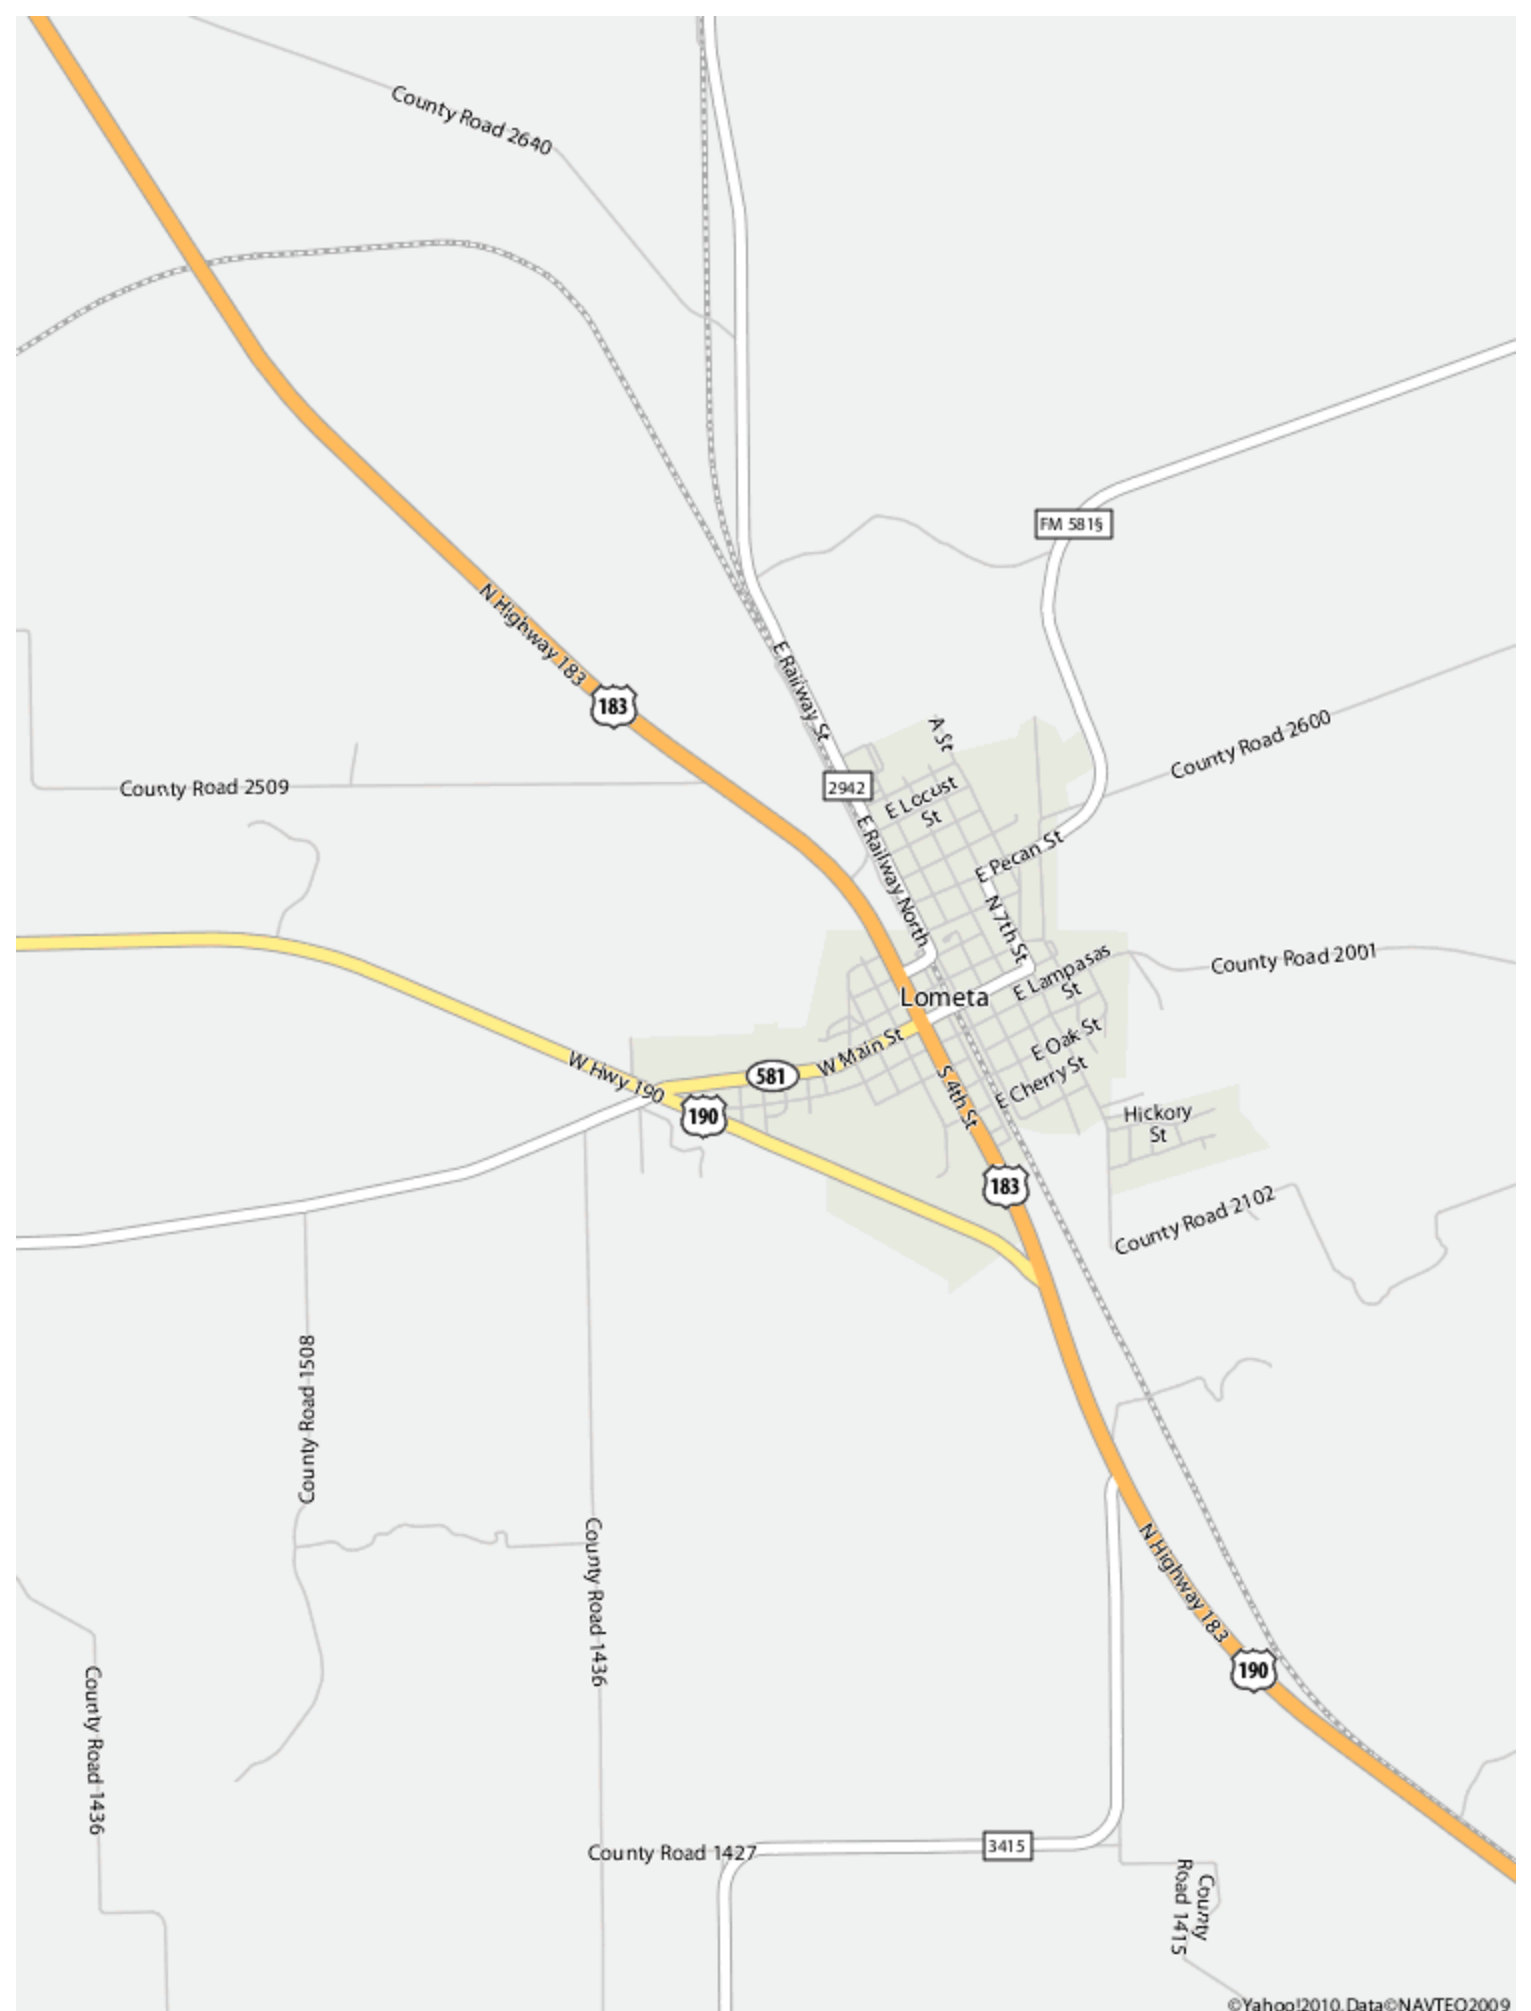 County Road 2640
FM 581§
N Highway 183
183
E Railway St
A St
County Road 2600
County Road 2509
2942
E Locust
St
E Railway North
E Pecan St
N 7th St
E Lampasas
St
County Road 2001
Lometa
E Oak St
W Main St
W Hwy 190
581
190
S 4th St
E Cherry St
Hickory
St
183
County Road 2102
County Road 1508
County Road 1436
N Highway 183
190
County Road 1436
County Road 1427
3415
County
Road 1415
©Yahoo!2010,Data©NAVTEQ2009